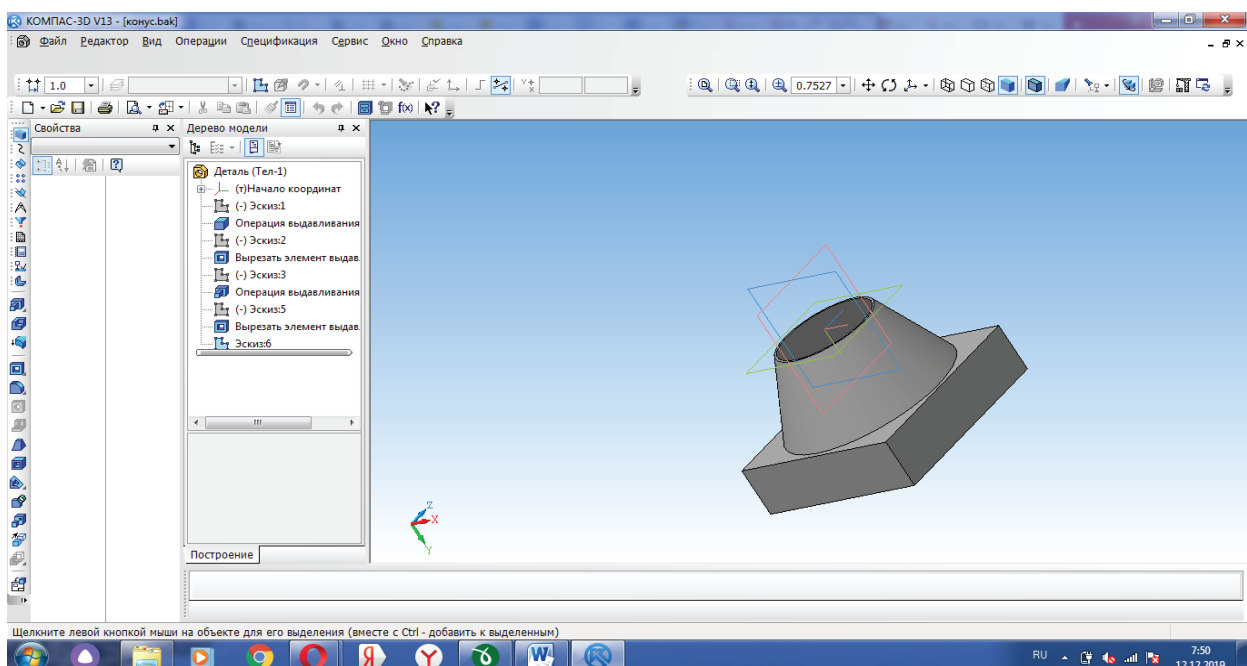 КОМПАС-3D V13 - [конус.bak]
Файл Редактор Вид Операции Спецификация Сервис Окно Справка
1.0
0.7527
Свойства
Дерево модели
Деталь (Тел-1)
(т)Начало координат
(-) Эскиз:1
Операция выдавливания
(-) Эскиз:2
Вырезать элемент выдав
(-) Эскиз:3
Операция выдавливания
(-) Эскиз:5
Вырезать элемент выдав
Эскиз:6
Z
X
Y
Построение
Щелкните левой кнопкой мыши на объекте для его выделения (вместе с Ctrl - добавить к выделенным)
RU
7:50
12.12.2019